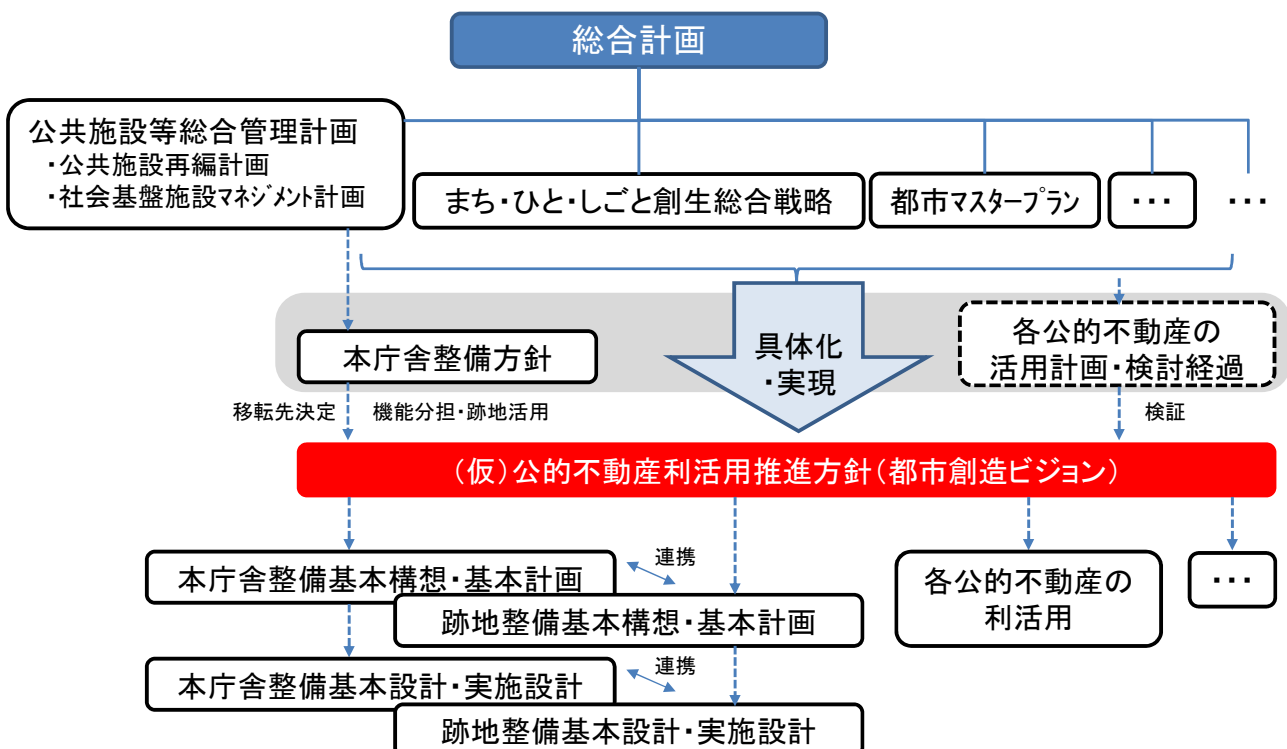 総合計画
公共施設等総合管理計画
・公共施設再編計画
・社会基盤施設ﾏﾈｼﾞﾒﾝﾄ計画
まち・ひと・しごと創生総合戦略
都市ﾏｽﾀｰﾌﾟﾗﾝ
・・・
・・・
本庁舎整備方針
具体化
・実現
各公的不動産の
活用計画・検討経過
移転先決定
機能分担・跡地活用
検証
（仮）公的不動産利活用推進方針（都市創造ビジョン）
連携
本庁舎整備基本構想・基本計画
跡地整備基本構想・基本計画
各公的不動産の
利活用
・・・
連携
本庁舎整備基本設計・実施設計
跡地整備基本設計・実施設計